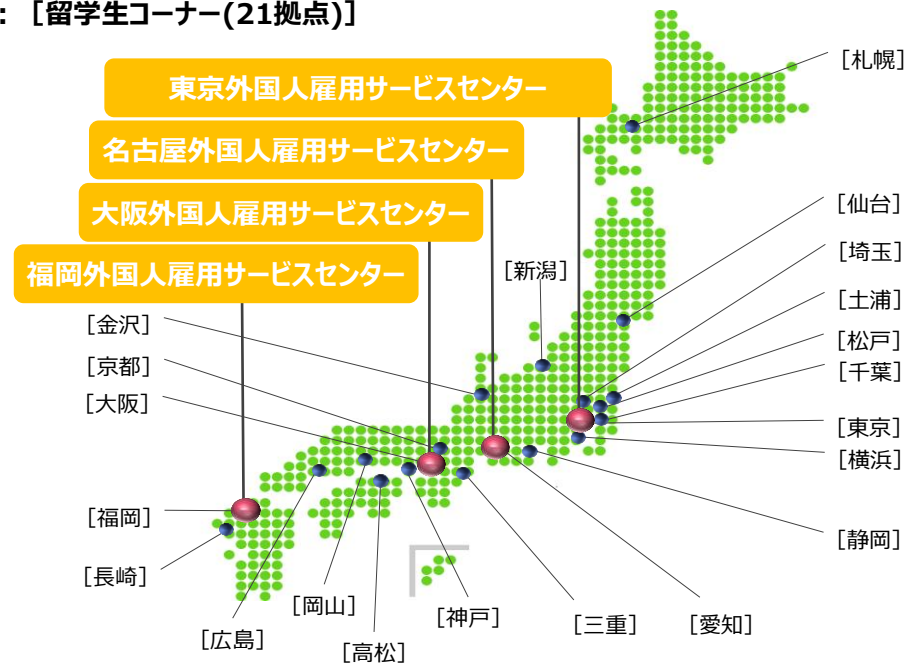 : ［留学生コーナー(21拠点)］
東京外国人雇用サービスセンター
名古屋外国人雇用サービスセンター
大阪外国人雇用サービスセンター
福岡外国人雇用サービスセンター
［札幌］
［仙台］
［埼玉］
［新潟］
［土浦］
［金沢］
［松戸］
［京都］
［千葉］
［大阪］
［東京］
［横浜］
［福岡］
［静岡］
［長崎］
［岡山］
［神戸］
［三重］
［愛知］
［広島］
［高松］